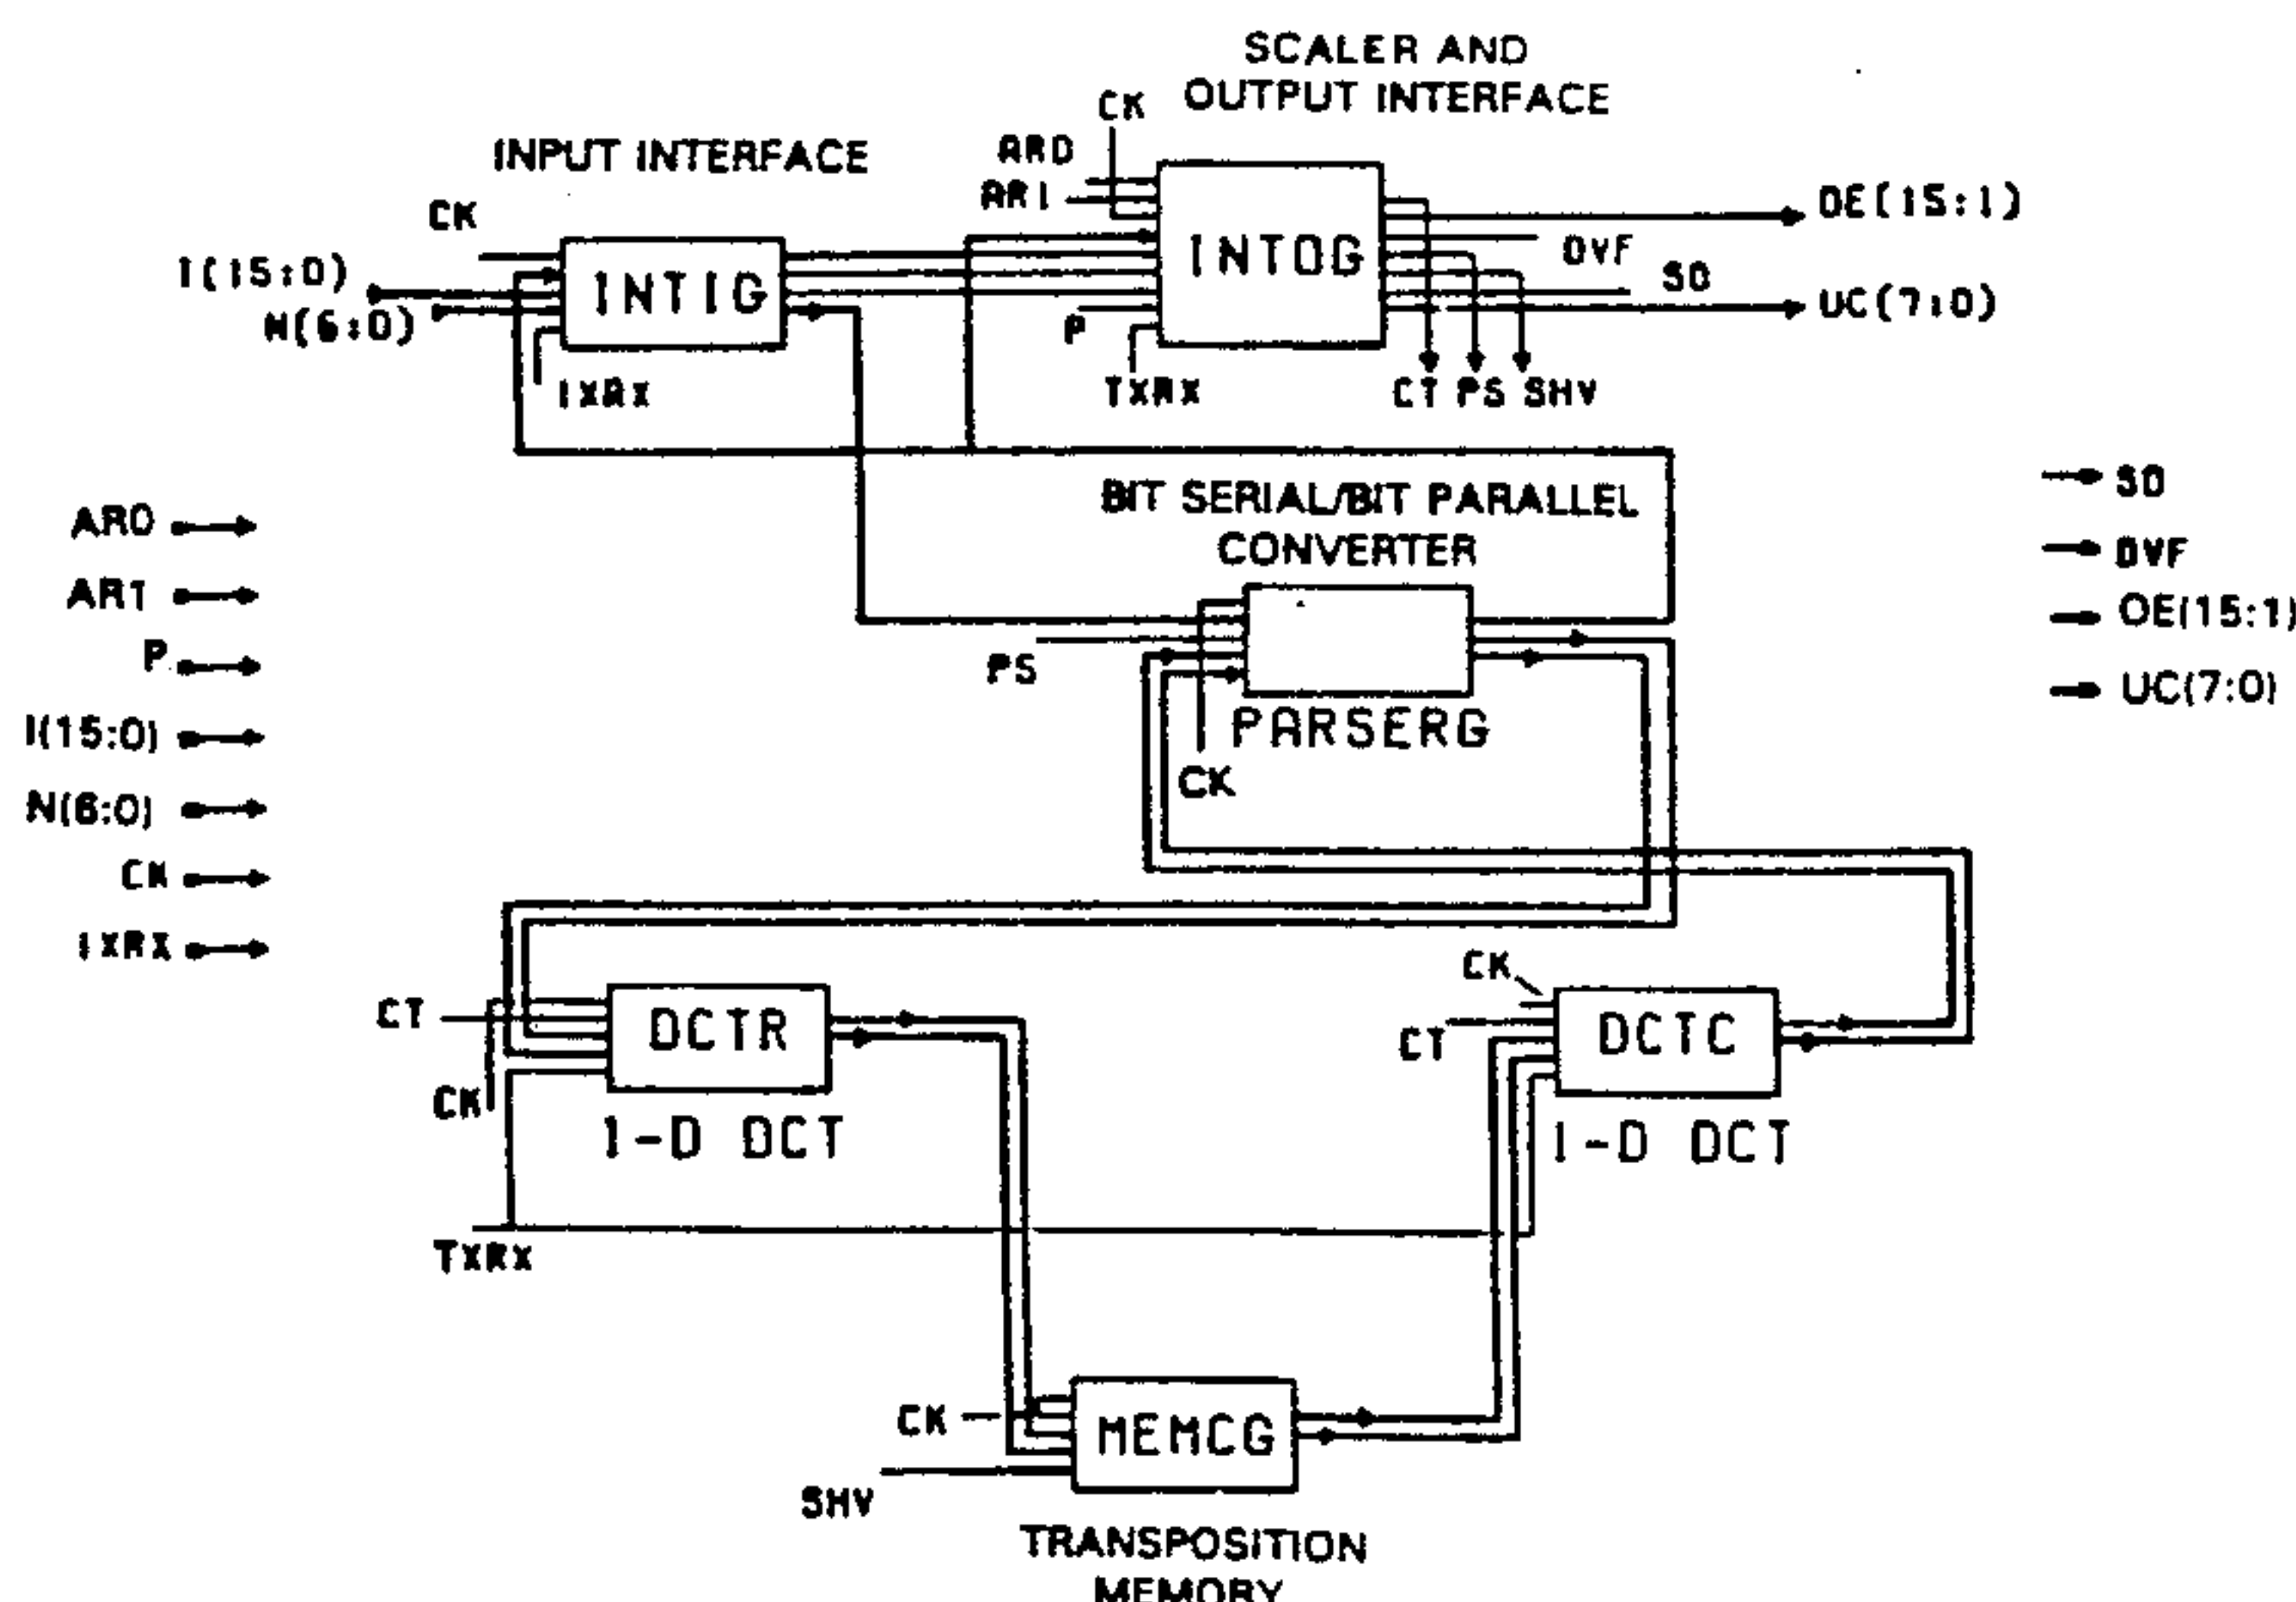 SCALER AND
OUTPUT INTERFACE
CK
INPUT INTERFACE
AR0
AR1
CK
INTIG
INTOG
I(15:0)
N(6:0)
IXRX
P
TXRX
OE(15:1)
OVF
SO
UC(7:0)
CT PS SHV
BIT SERIAL/BIT PARALLEL
CONVERTER
PS
PARSERG
CK
AR0
AR1
P
I(15:0)
N(6:0)
CK
IXRX
SO
OVF
OE(15:1)
UC(7:0)
CT
CK
DCTR
1-D DCT
CK
CT
DCTC
1-D DCT
TXRX
CK
MEMCG
SHV
TRANSPOSITION
MEMORY